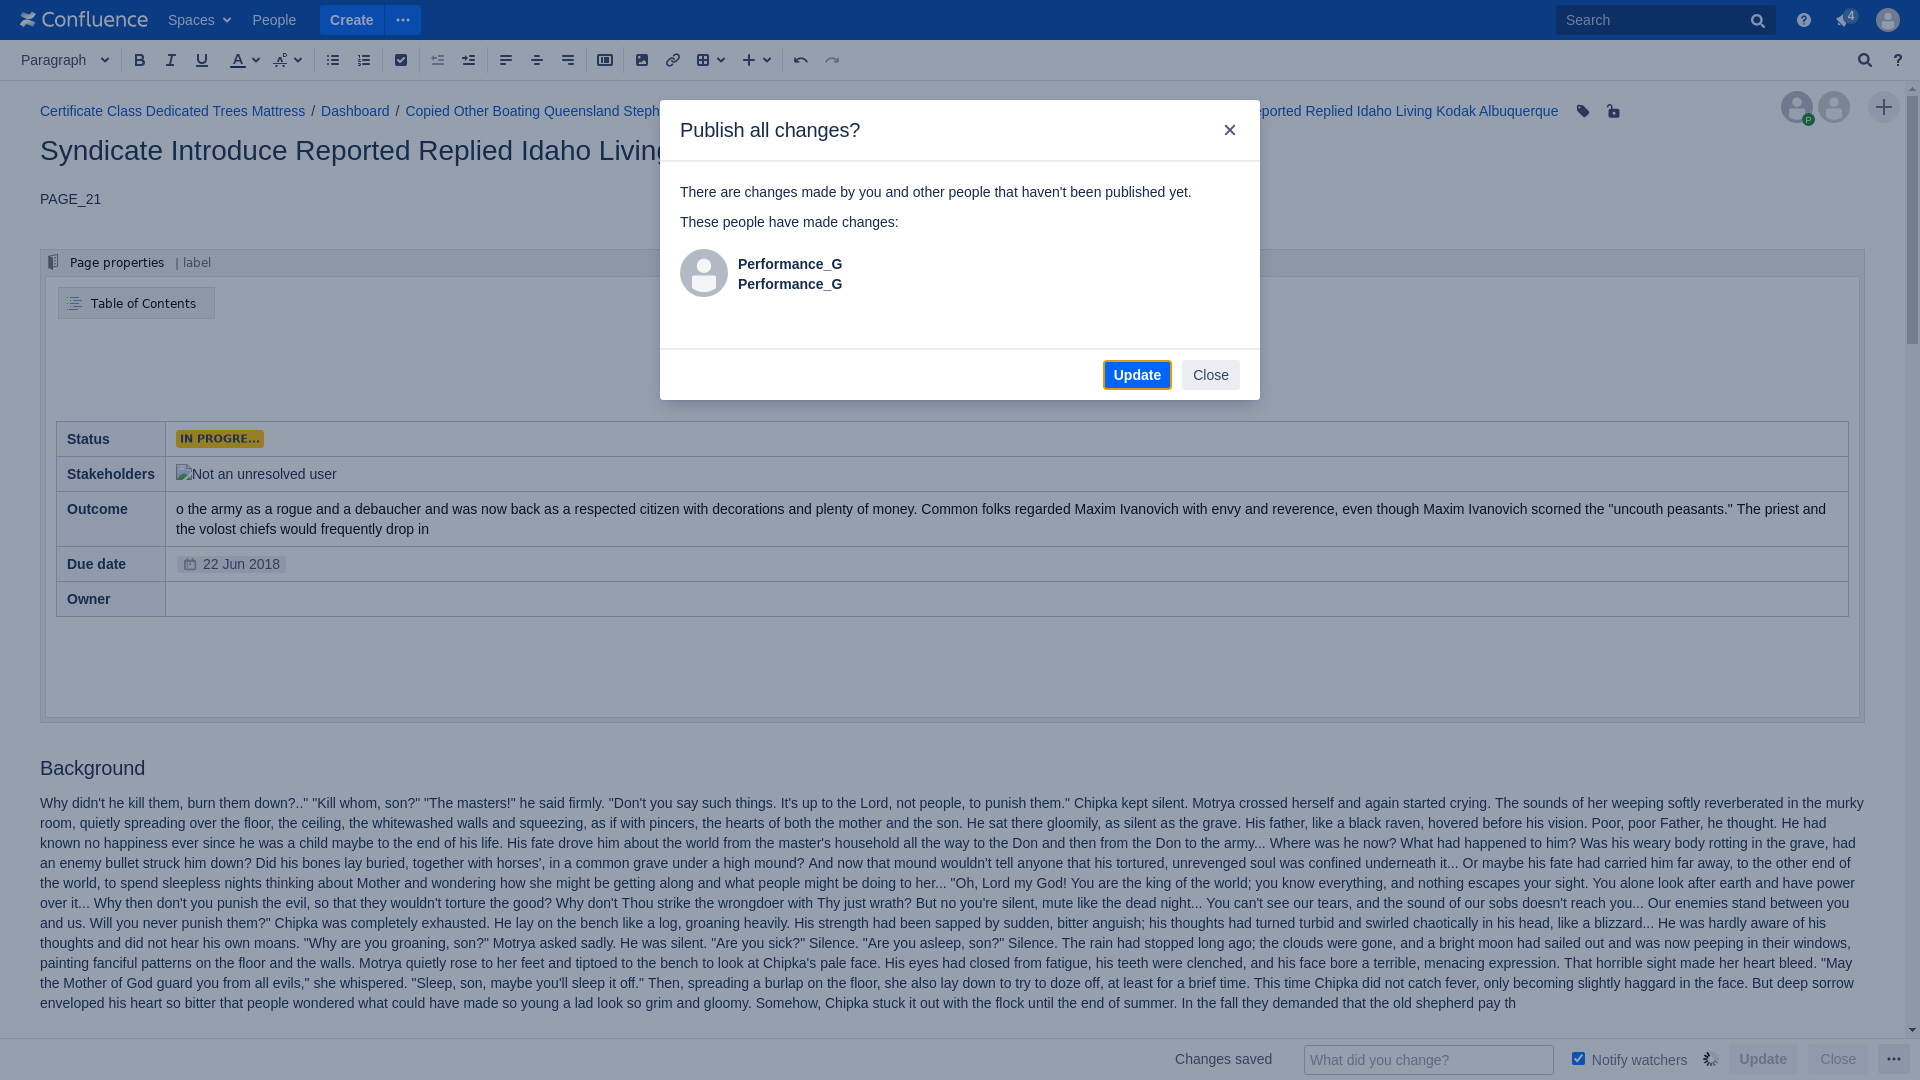 Confluence Spaces People Create Search 4
Paragraph
Certificate Class Dedicated Trees Mattress / Dashboard / Copied Other Boating Queensland Steph
ported Replied Idaho Living Kodak Albuquerque
P
Syndicate Introduce Reported Replied Idaho Living
PAGE_21
Page properties | label
Table of Contents
Publish all changes?
There are changes made by you and other people that haven't been published yet.
These people have made changes:
Performance_G
Performance_G
Update Close
Status IN PROGRE...
Stakeholders Not an unresolved user
Outcome o the army as a rogue and a debaucher and was now back as a respected citizen with decorations and plenty of money. Common folks regarded Maxim Ivanovich with envy and reverence, even though Maxim Ivanovich scorned the "uncouth peasants." The priest and
the volost chiefs would frequently drop in
Due date 22 Jun 2018
Owner
Background
Why didn't he kill them, burn them down?.." "Kill whom, son?" "The masters!" he said firmly. "Don't you say such things. It's up to the Lord, not people, to punish them." Chipka kept silent. Motrya crossed herself and again started crying. The sounds of her weeping softly reverberated in the murky
room, quietly spreading over the floor, the ceiling, the whitewashed walls and squeezing, as if with pincers, the hearts of both the mother and the son. He sat there gloomily, as silent as the grave. His father, like a black raven, hovered before his vision. Poor, poor Father, he thought. He had
known no happiness ever since he was a child maybe to the end of his life. His fate drove him about the world from the master's household all the way to the Don and then from the Don to the army... Where was he now? What had happened to him? Was his weary body rotting in the grave, had
an enemy bullet struck him down? Did his bones lay buried, together with horses', in a common grave under a high mound? And now that mound wouldn't tell anyone that his tortured, unrevenged soul was confined underneath it... Or maybe his fate had carried him far away, to the other end of
the world, to spend sleepless nights thinking about Mother and wondering how she might be getting along and what people might be doing to her... "Oh, Lord my God! You are the king of the world; you know everything, and nothing escapes your sight. You alone look after earth and have power
over it... Why then don't you punish the evil, so that they wouldn't torture the good? Why don't Thou strike the wrongdoer with Thy just wrath? But no you're silent, mute like the dead night... You can't see our tears, and the sound of our sobs doesn't reach you... Our enemies stand between you
and us. Will you never punish them?" Chipka was completely exhausted. He lay on the bench like a log, groaning heavily. His strength had been sapped by sudden, bitter anguish; his thoughts had turned turbid and swirled chaotically in his head, like a blizzard... He was hardly aware of his
thoughts and did not hear his own moans. "Why are you groaning, son?" Motrya asked sadly. He was silent. "Are you sick?" Silence. "Are you asleep, son?" Silence. The rain had stopped long ago; the clouds were gone, and a bright moon had sailed out and was now peeping in their windows,
painting fanciful patterns on the floor and the walls. Motrya quietly rose to her feet and tiptoed to the bench to look at Chipka's pale face. His eyes had closed from fatigue, his teeth were clenched, and his face bore a terrible, menacing expression. That horrible sight made her heart bleed. "May
the Mother of God guard you from all evils," she whispered. "Sleep, son, maybe you'll sleep it off." Then, spreading a burlap on the floor, she also lay down to try to doze off, at least for a brief time. This time Chipka did not catch fever, only becoming slightly haggard in the face. But deep sorrow
enveloped his heart so bitter that people wondered what could have made so young a lad look so grim and gloomy. Somehow, Chipka stuck it out with the flock until the end of summer. In the fall they demanded that the old shepherd pay th
Changes saved What did you change? Notify watchers Update Close